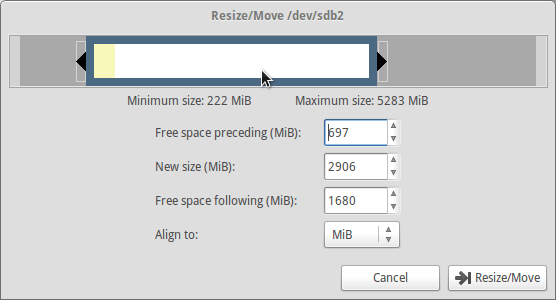 Resize/Move /dev/sdb2
Minimum size: 222 MiB Maximum size: 5283 MiB
Free space preceding (MiB): 697
New size (MiB): 2906
Free space following (MiB): 1680
Align to: MiB
Cancel Resize/Move